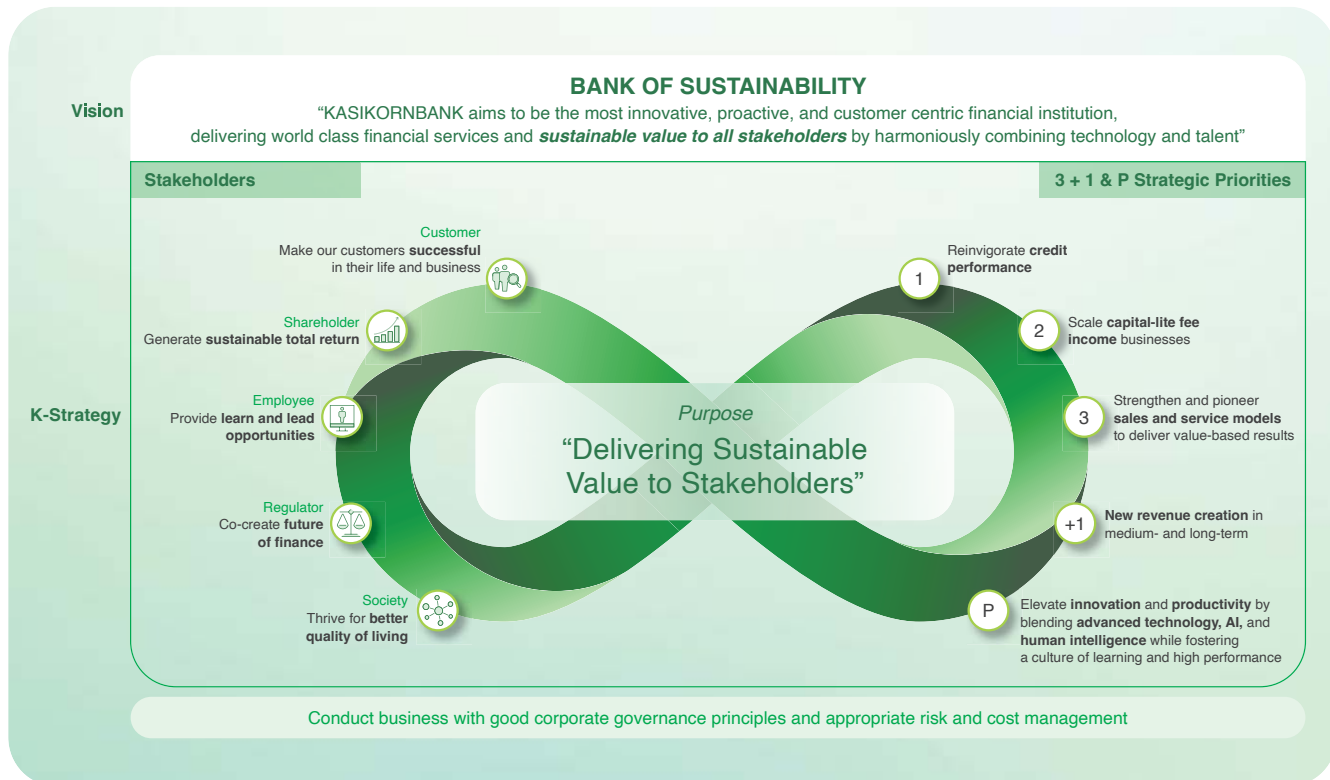 Vision
BANK OF SUSTAINABILITY
“KASIKORNBANK aims to be the most innovative, proactive, and customer centric financial institution,
delivering world class financial services and sustainable value to all stakeholders by harmoniously combining technology and talent”
K-Strategy
Stakeholders
Customer
Make our customers successful
in their life and business
Shareholder
Generate sustainable total return
Employee
Provide learn and lead
opportunities
Regulator
Co-create future
of finance
Society
Thrive for better
quality of living
Purpose
“Delivering Sustainable
Value to Stakeholders”
3 + 1 & P Strategic Priorities
1
Reinvigorate credit
performance
2
Scale capital-lite fee
income businesses
3
Strengthen and pioneer
sales and service models
to deliver value-based results
+1
New revenue creation in
medium- and long-term
P
Elevate innovation and productivity by
blending advanced technology, AI, and
human intelligence while fostering
a culture of learning and high performance
Conduct business with good corporate governance principles and appropriate risk and cost management